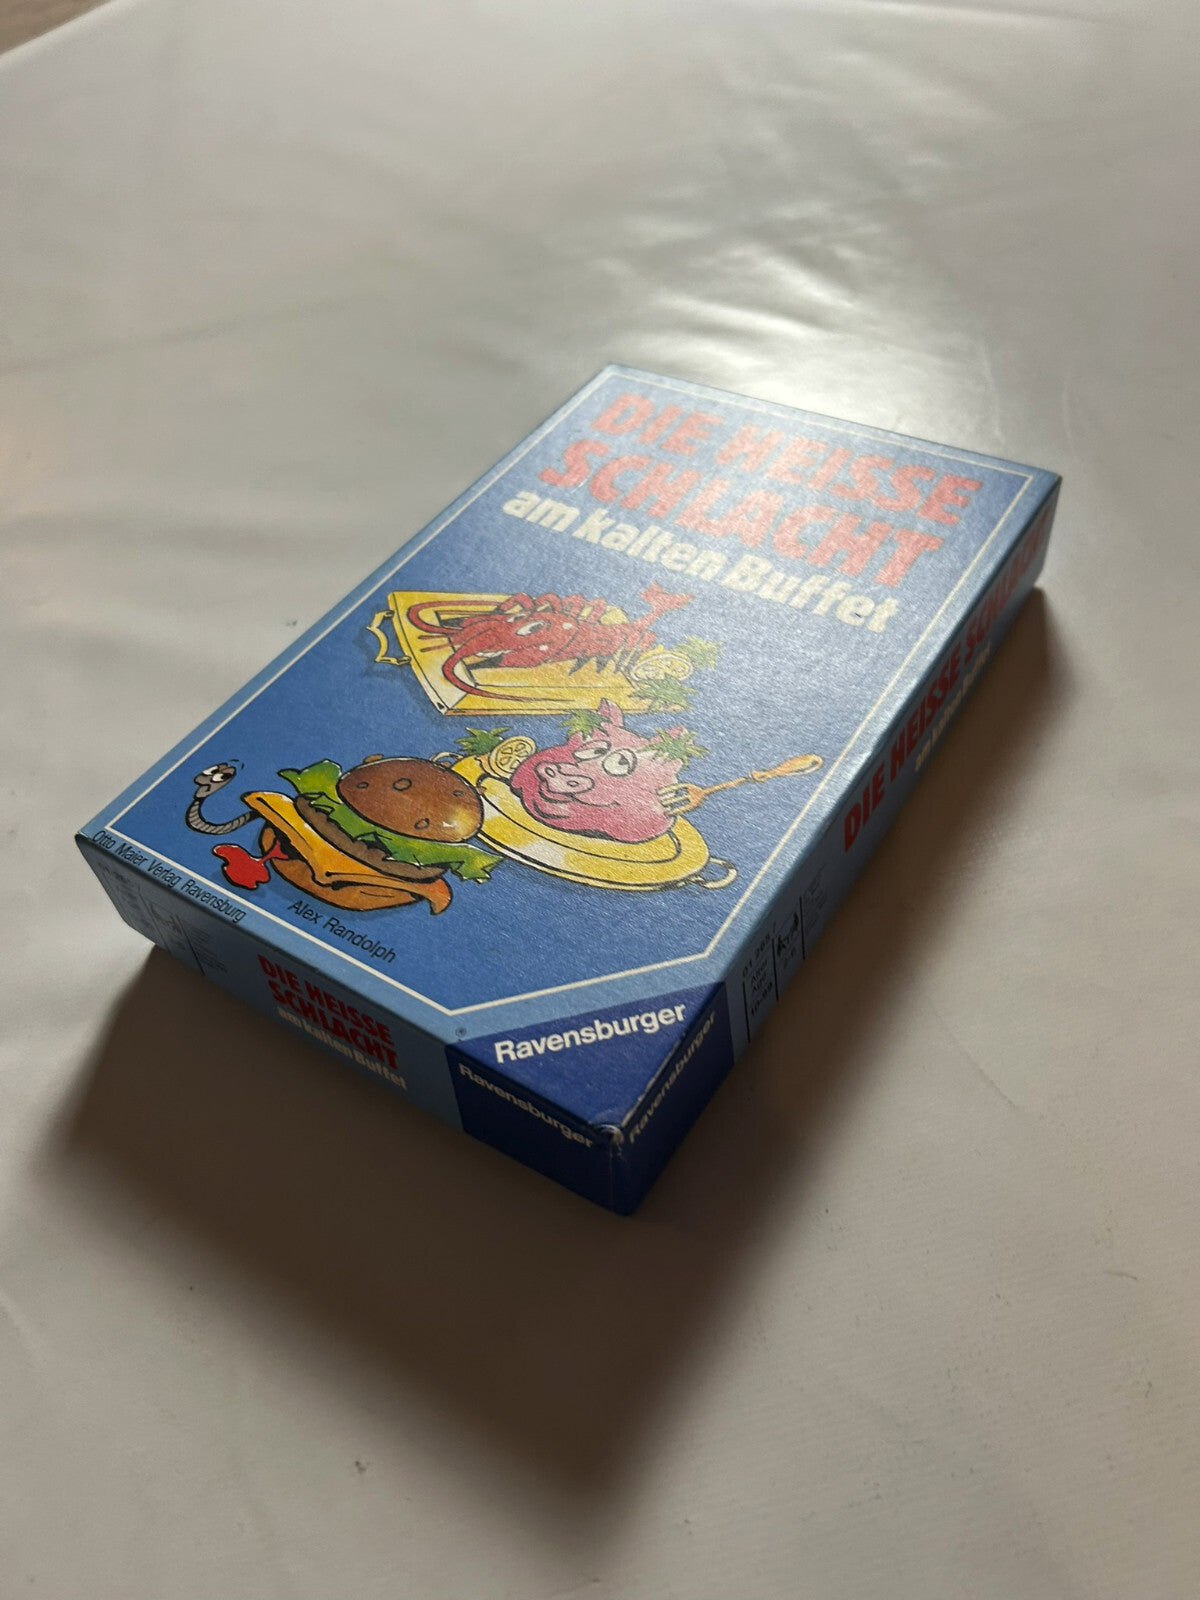 DIE HEISSE
SCHLACHT
am kalten Buffet
Otto Maier Verlag Ravensburg
Alex Randolph
Ravensburger
®
DIE HEISSE
SCHLACHT
am kalten Buffet
Ravensburger
DIE HEISSE SCHLACHT
am kalten Buffet
Ravensburger